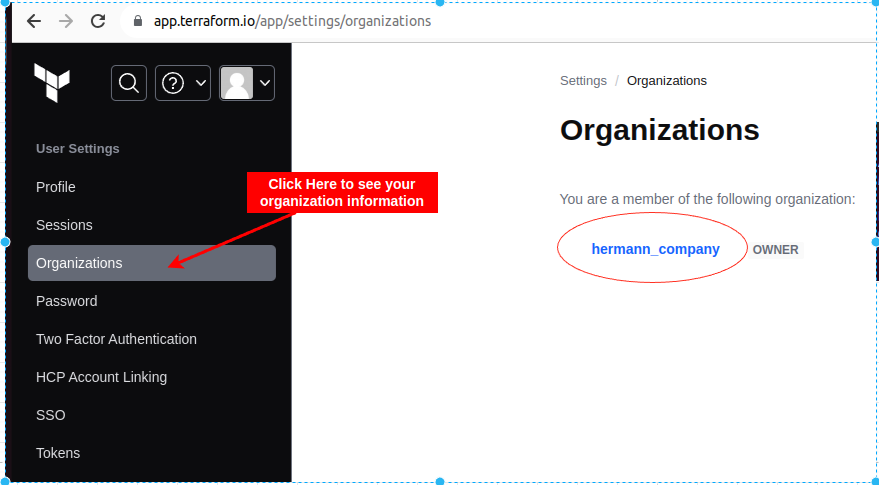 app.terraform.io/app/settings/organizations
User Settings
Profile
Sessions
Organizations
Password
Two Factor Authentication
HCP Account Linking
SSO
Tokens
Click Here to see your
organization information
Settings / Organizations
Organizations
You are a member of the following organization:
hermann_company OWNER